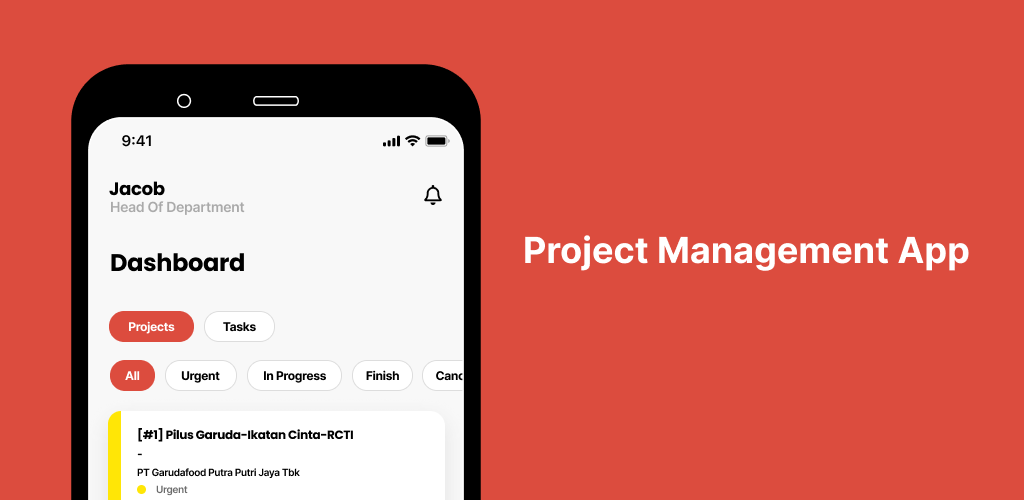 9:41
Jacob
Head Of Department
Dashboard
Projects Tasks
All Urgent In Progress Finish Canc
[#1] Pilus Garuda-Ikatan Cinta-RCTI
-
PT Garudafood Putra Putri Jaya Tbk
Urgent
Project Management App